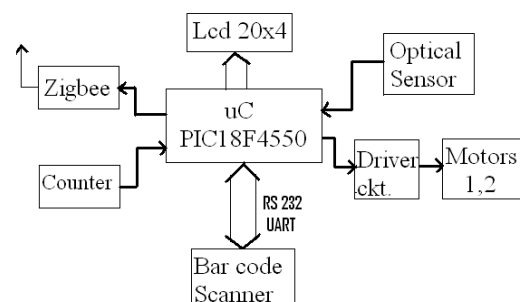 Lcd 20x4
Optical
Sensor
Zigbee
uC
PIC18F4550
Counter
Driver
ckt.
Motors
1,2
RS 232
UART
Bar code
Scanner